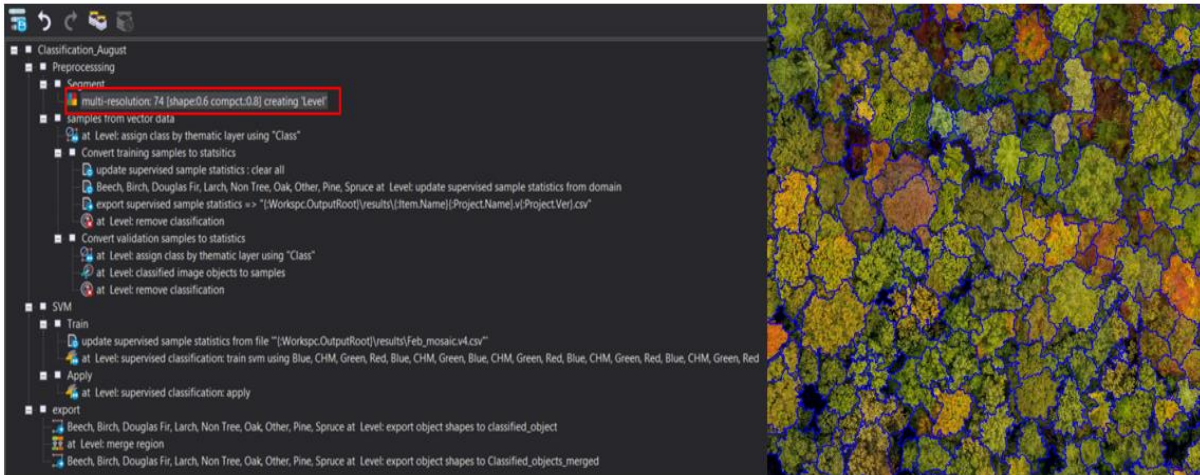 Classification_August
Preprocesssing
Segment
multi-resolution: 74 [shape:0.6 compct.:0.8] creating 'Level'
samples from vector data
at Level: assign class by thematic layer using "Class"
Convert training samples to statsitics
update supervised sample statistics : clear all
Beech, Birch, Douglas Fir, Larch, Non Tree, Oak, Other, Pine, Spruce at Level: update supervised sample statistics from domain
export supervised sample statistics => "{:Workspc.OutputRoot}\results\{:Item.Name}{:Project.Name}.v{:Project.Ver}.csv"
at Level: remove classification
Convert validation samples to statistics
at Level: assign class by thematic layer using "Class"
at Level: classified image objects to samples
at Level: remove classification
SVM
Train
update supervised sample statistics from file "'{:Workspc.OutputRoot}\results\Feb_mosaic.v4.csv"'
at Level: supervised classification: train svm using Blue, CHM, Green, Red, Blue, CHM, Green, Blue, CHM, Green, Red, Blue, CHM, Green, Red, Blue, CHM, Green, Red
Apply
at Level: supervised classification: apply
export
Beech, Birch, Douglas Fir, Larch, Non Tree, Oak, Other, Pine, Spruce at Level: export object shapes to classified_object
at Level: merge region
Beech, Birch, Douglas Fir, Larch, Non Tree, Oak, Other, Pine, Spruce at Level: export object shapes to Classified_objects_merged